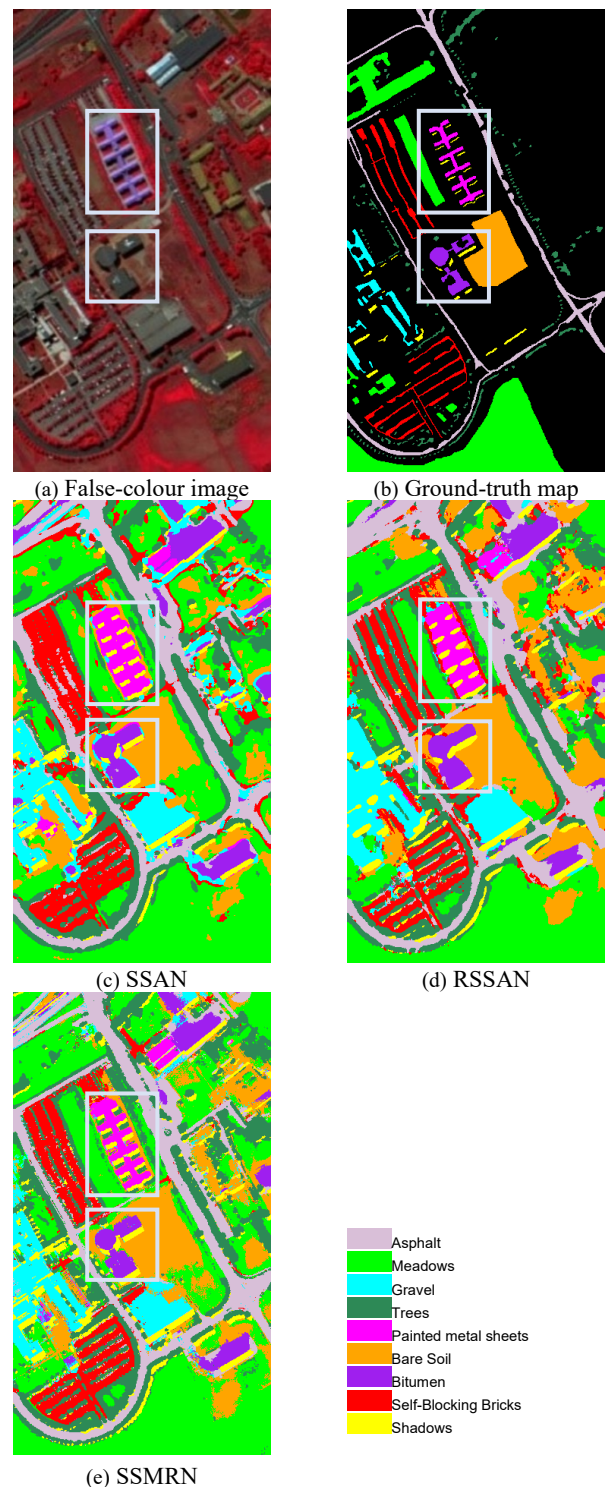 (a) False-colour image
(b) Ground-truth map
(c) SSAN
(d) RSSAN
Asphalt
Meadows
Gravel
Trees
Painted metal sheets
Bare Soil
Bitumen
Self-Blocking Bricks
Shadows
(e) SSMRN